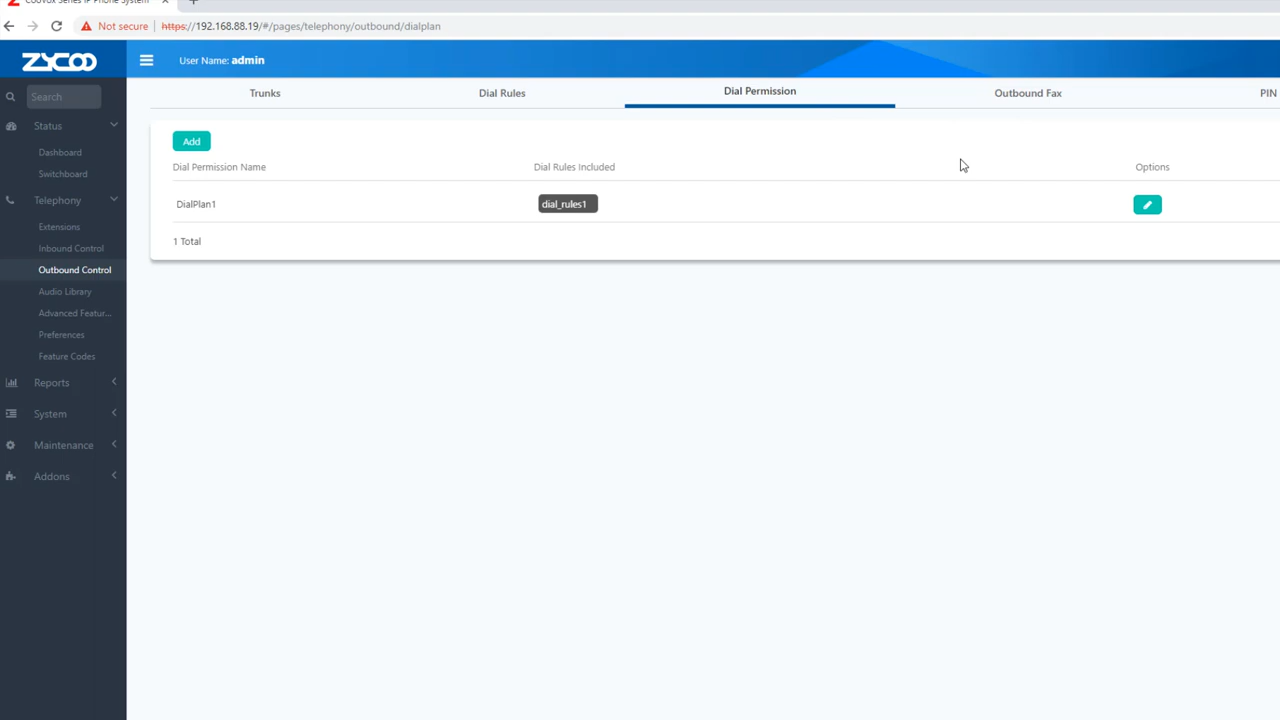 CooVox Series IP Phone System
Not secure https://192.168.88.19/#/pages/telephony/outbound/dialplan
ZYCOO
User Name: admin
Search
Status
Dashboard
Switchboard
Telephony
Extensions
Inbound Control
Outbound Control
Audio Library
Advanced Featur...
Preferences
Feature Codes
Reports
System
Maintenance
Addons
Trunks
Dial Rules
Dial Permission
Outbound Fax
PIN
Add
Dial Permission Name
Dial Rules Included
Options
DialPlan1
dial_rules1
1 Total